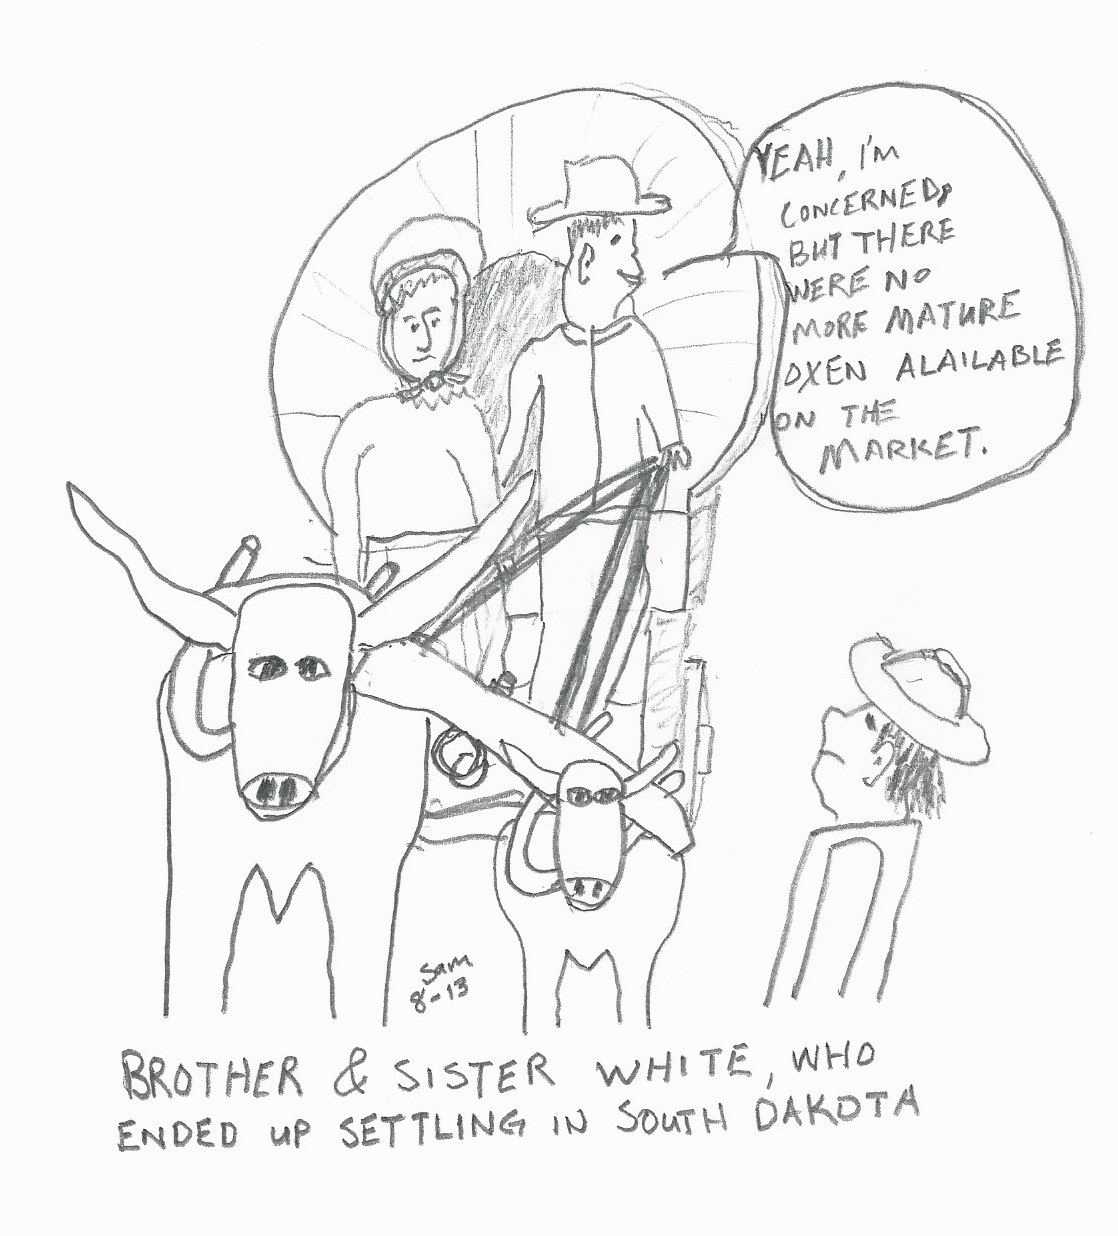 YEAH, I'M
CONCERNED,
BUT THERE
WERE NO
MORE MATURE
OXEN ALAILABLE
ON THE
MARKET.
Sam
8-13
BROTHER & SISTER WHITE, WHO
ENDED UP SETTLING IN SOUTH DAKOTA